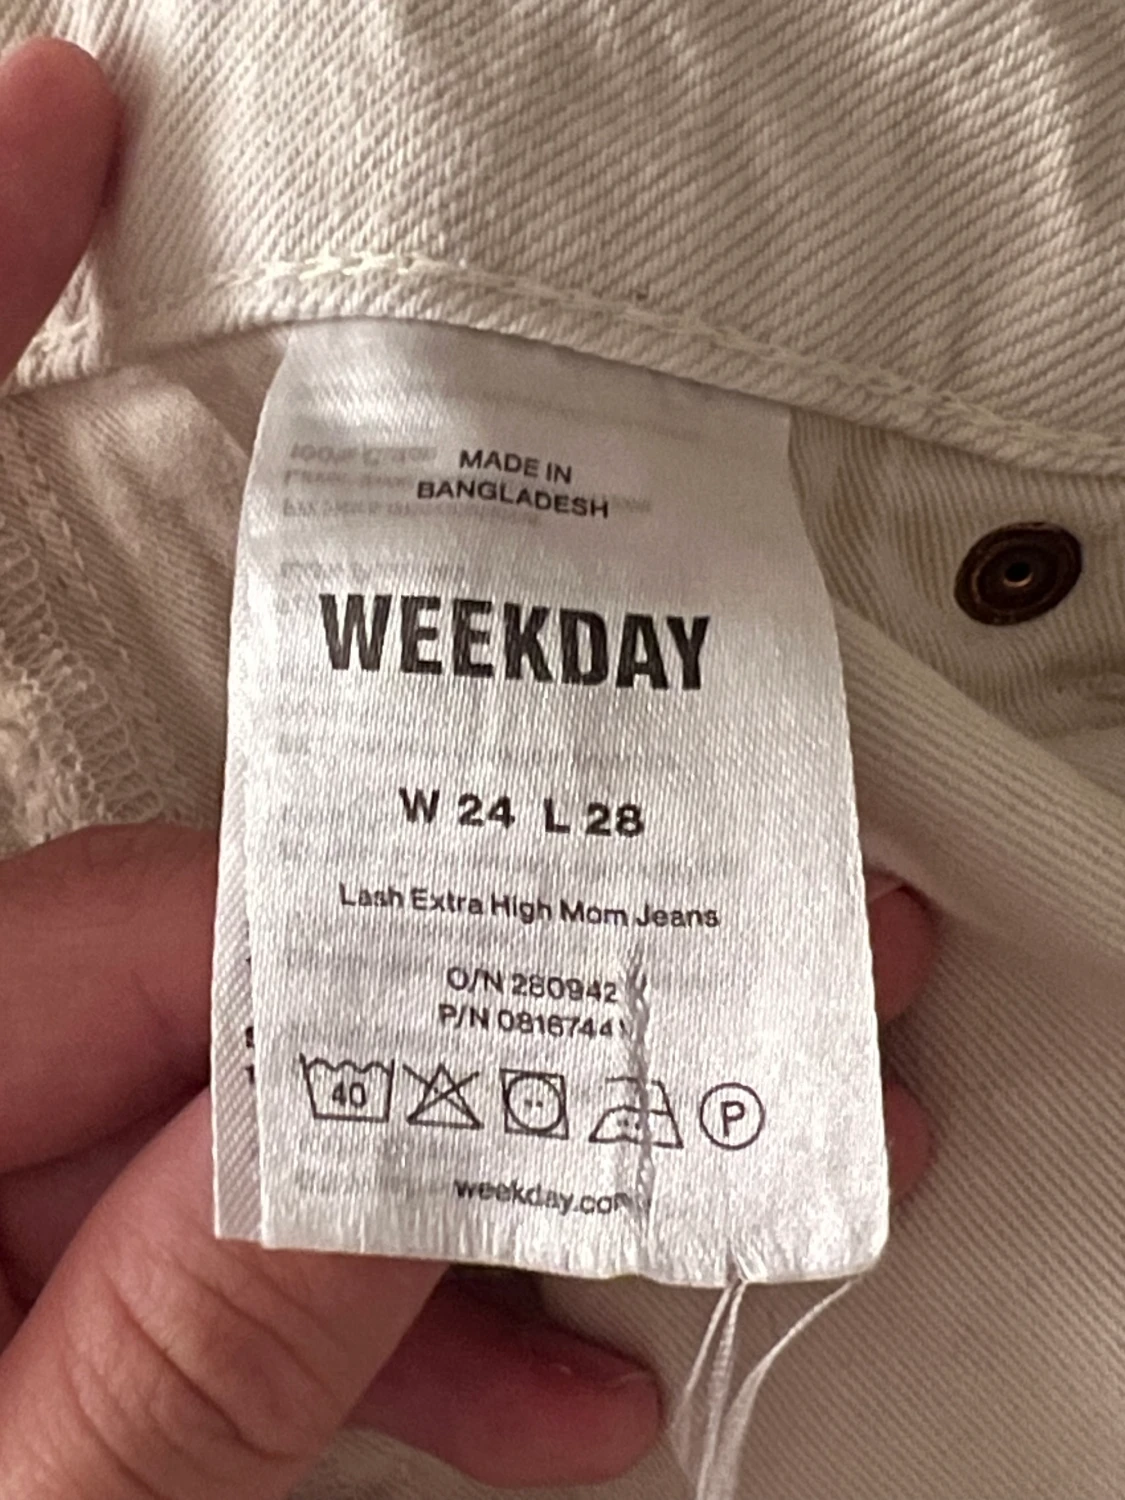 MADE IN
BANGLADESH
WEEKDAY
W 24 L 28
Lash Extra High Mom Jeans
O/N 280942
P/N 0816744
40
P
weekday.com